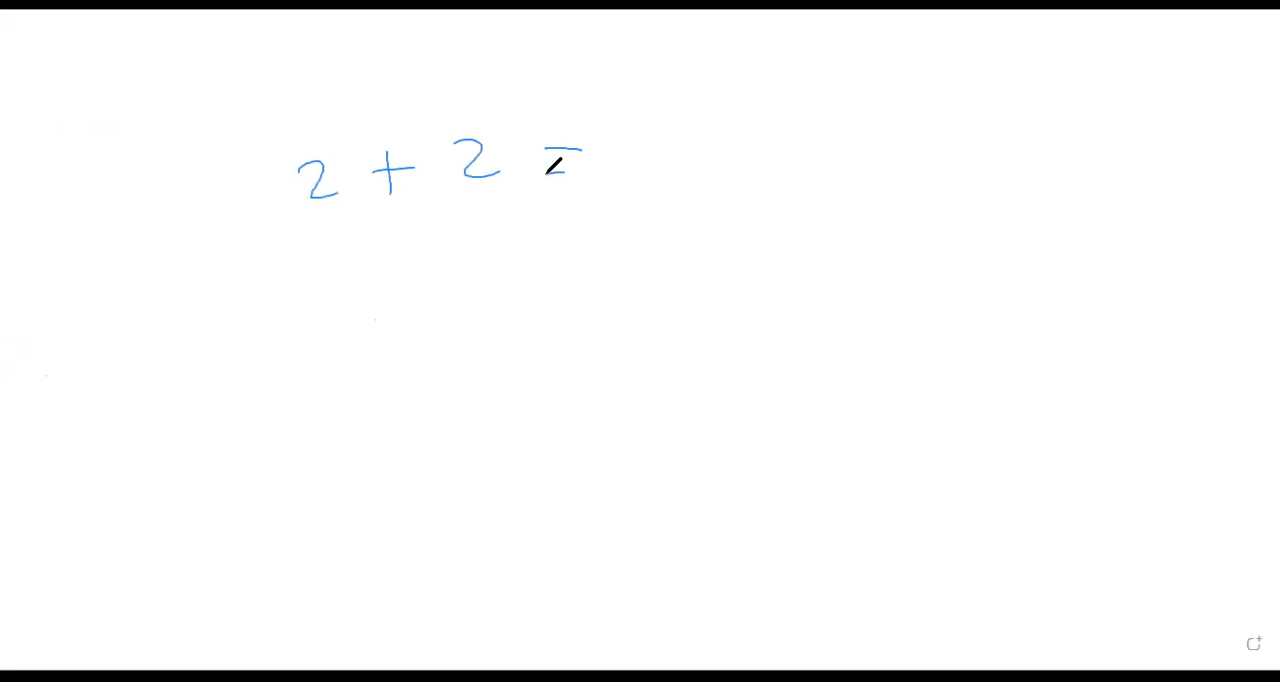 2 + 2 =